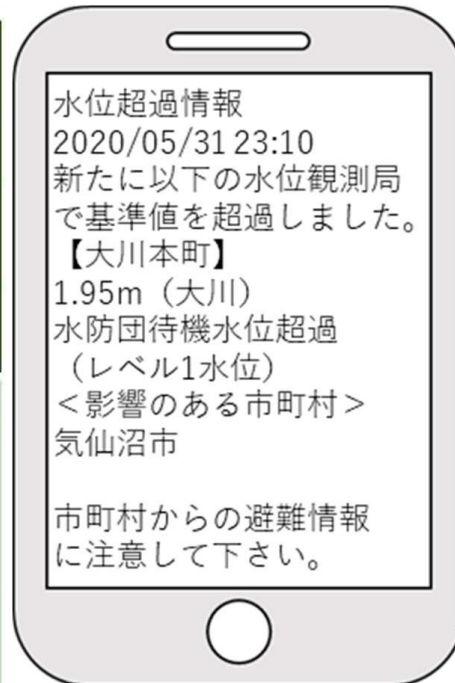 水位超過情報
2020/05/31 23:10
新たに以下の水位観測局
で基準値を超過しました。
【大川本町】
1.95m（大川）
水防団待機水位超過
（レベル1水位）
＜影響のある市町村＞
気仙沼市
市町村からの避難情報
に注意して下さい。